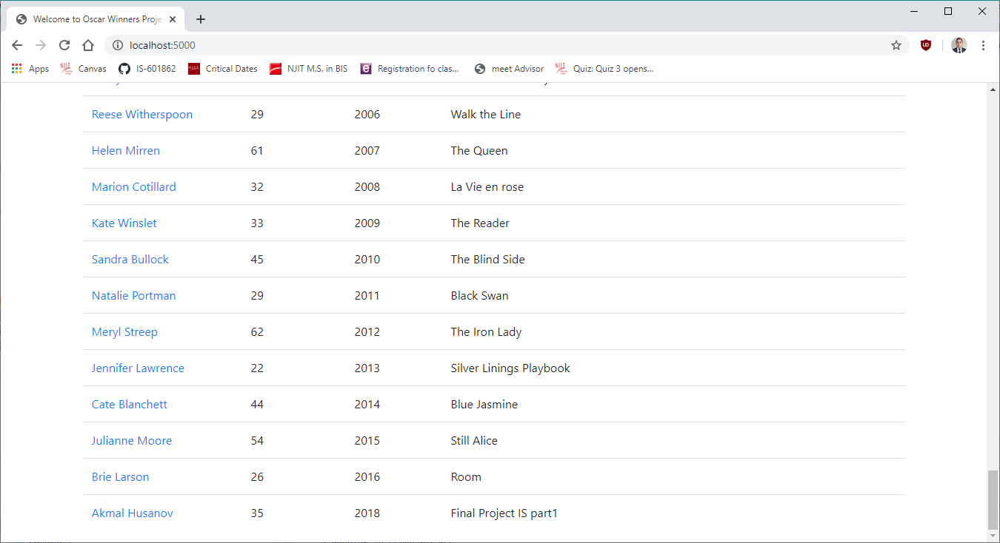 Welcome to Oscar Winners Proje
localhost:5000
Apps Canvas IS-601862 Critical Dates NJIT M.S. in BIS Registration fo clas... meet Advisor Quiz: Quiz 3 opens...
Reese Witherspoon 29 2006 Walk the Line
Helen Mirren 61 2007 The Queen
Marion Cotillard 32 2008 La Vie en rose
Kate Winslet 33 2009 The Reader
Sandra Bullock 45 2010 The Blind Side
Natalie Portman 29 2011 Black Swan
Meryl Streep 62 2012 The Iron Lady
Jennifer Lawrence 22 2013 Silver Linings Playbook
Cate Blanchett 44 2014 Blue Jasmine
Julianne Moore 54 2015 Still Alice
Brie Larson 26 2016 Room
Akmal Husanov 35 2018 Final Project IS part1